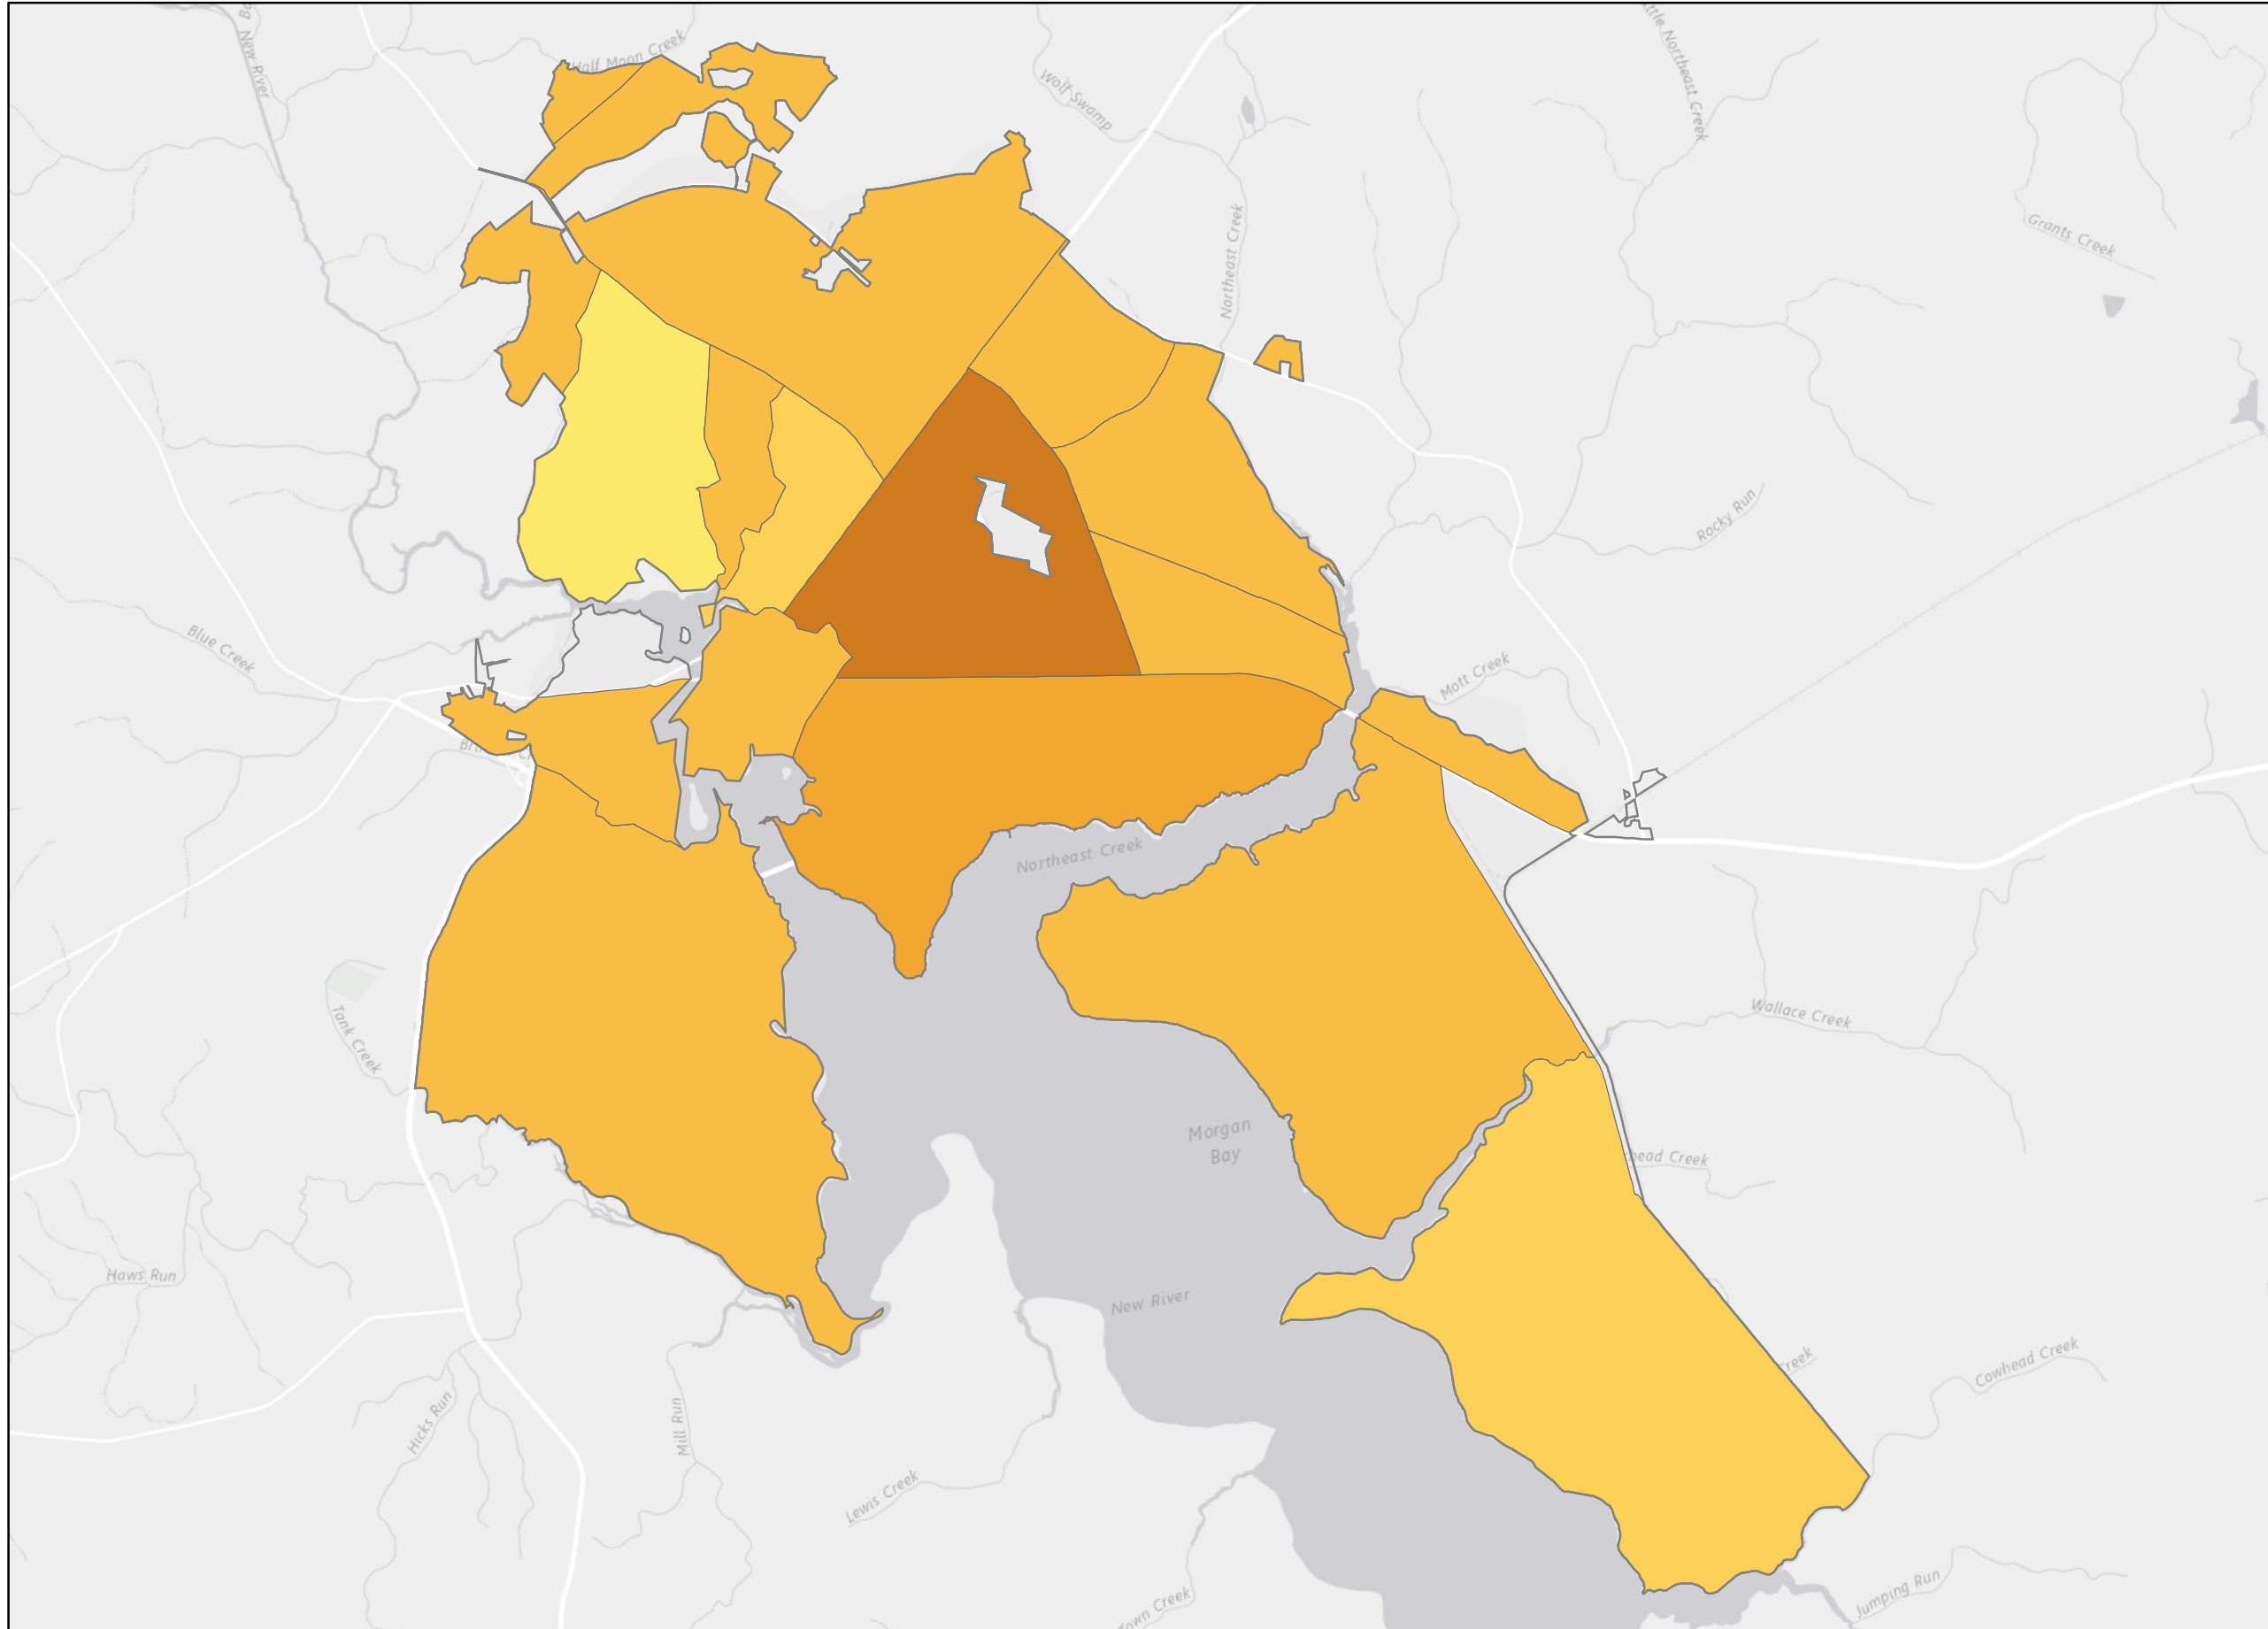 Half Moon Creek
New River
Wolf Swamp
Northeast Creek
Grants Creek
Northeast Creek
Rocky Run
Blue Creek
Mott Creek
Northeast Creek
Tank Creek
Wallace Creek
Morgan
Bay
head Creek
Haws Run
New River
Creek
Cowhead Creek
Hicks Run
Mill Run
Lewis Creek
Town Creek
Jumping Run